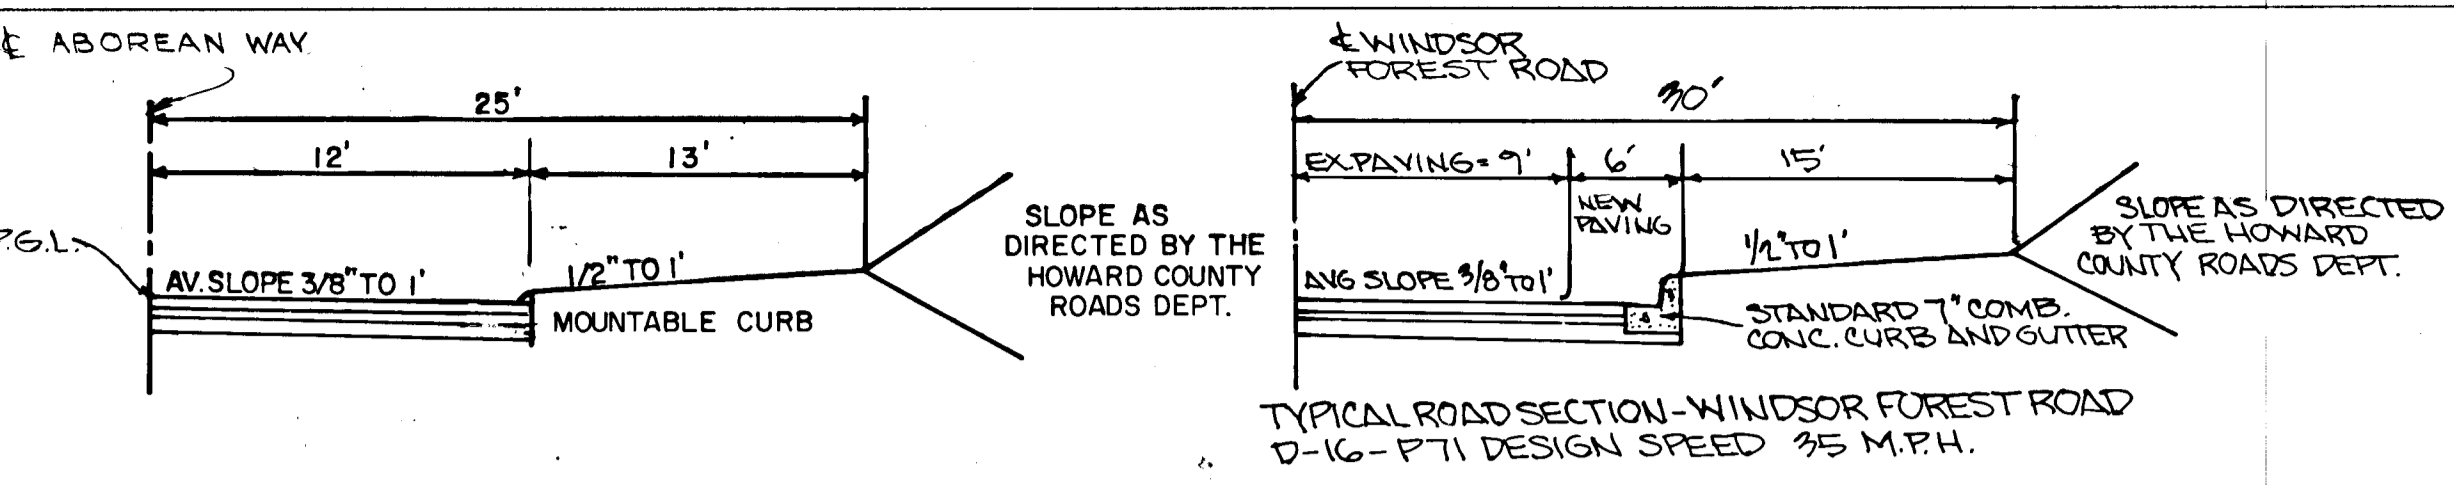 ℄ ABOREAN WAY
25'
12'
13'
P.G.L.
AV. SLOPE 3/8" TO 1'
1/2" TO 1'
MOUNTABLE CURB
SLOPE AS
DIRECTED BY THE
HOWARD COUNTY
ROADS DEPT.
℄ WINDSOR
FOREST ROAD
30'
EX.PAVING = 9'
6'
15'
NEW
PAVING
AVG SLOPE 3/8" TO 1'
1/2" TO 1'
SLOPE AS DIRECTED
BY THE HOWARD
COUNTY ROADS DEPT.
STANDARD 7" COMB.
CONC. CURB AND GUTTER
TYPICAL ROAD SECTION - WINDSOR FOREST ROAD
D-16-P71 DESIGN SPEED 35 M.P.H.